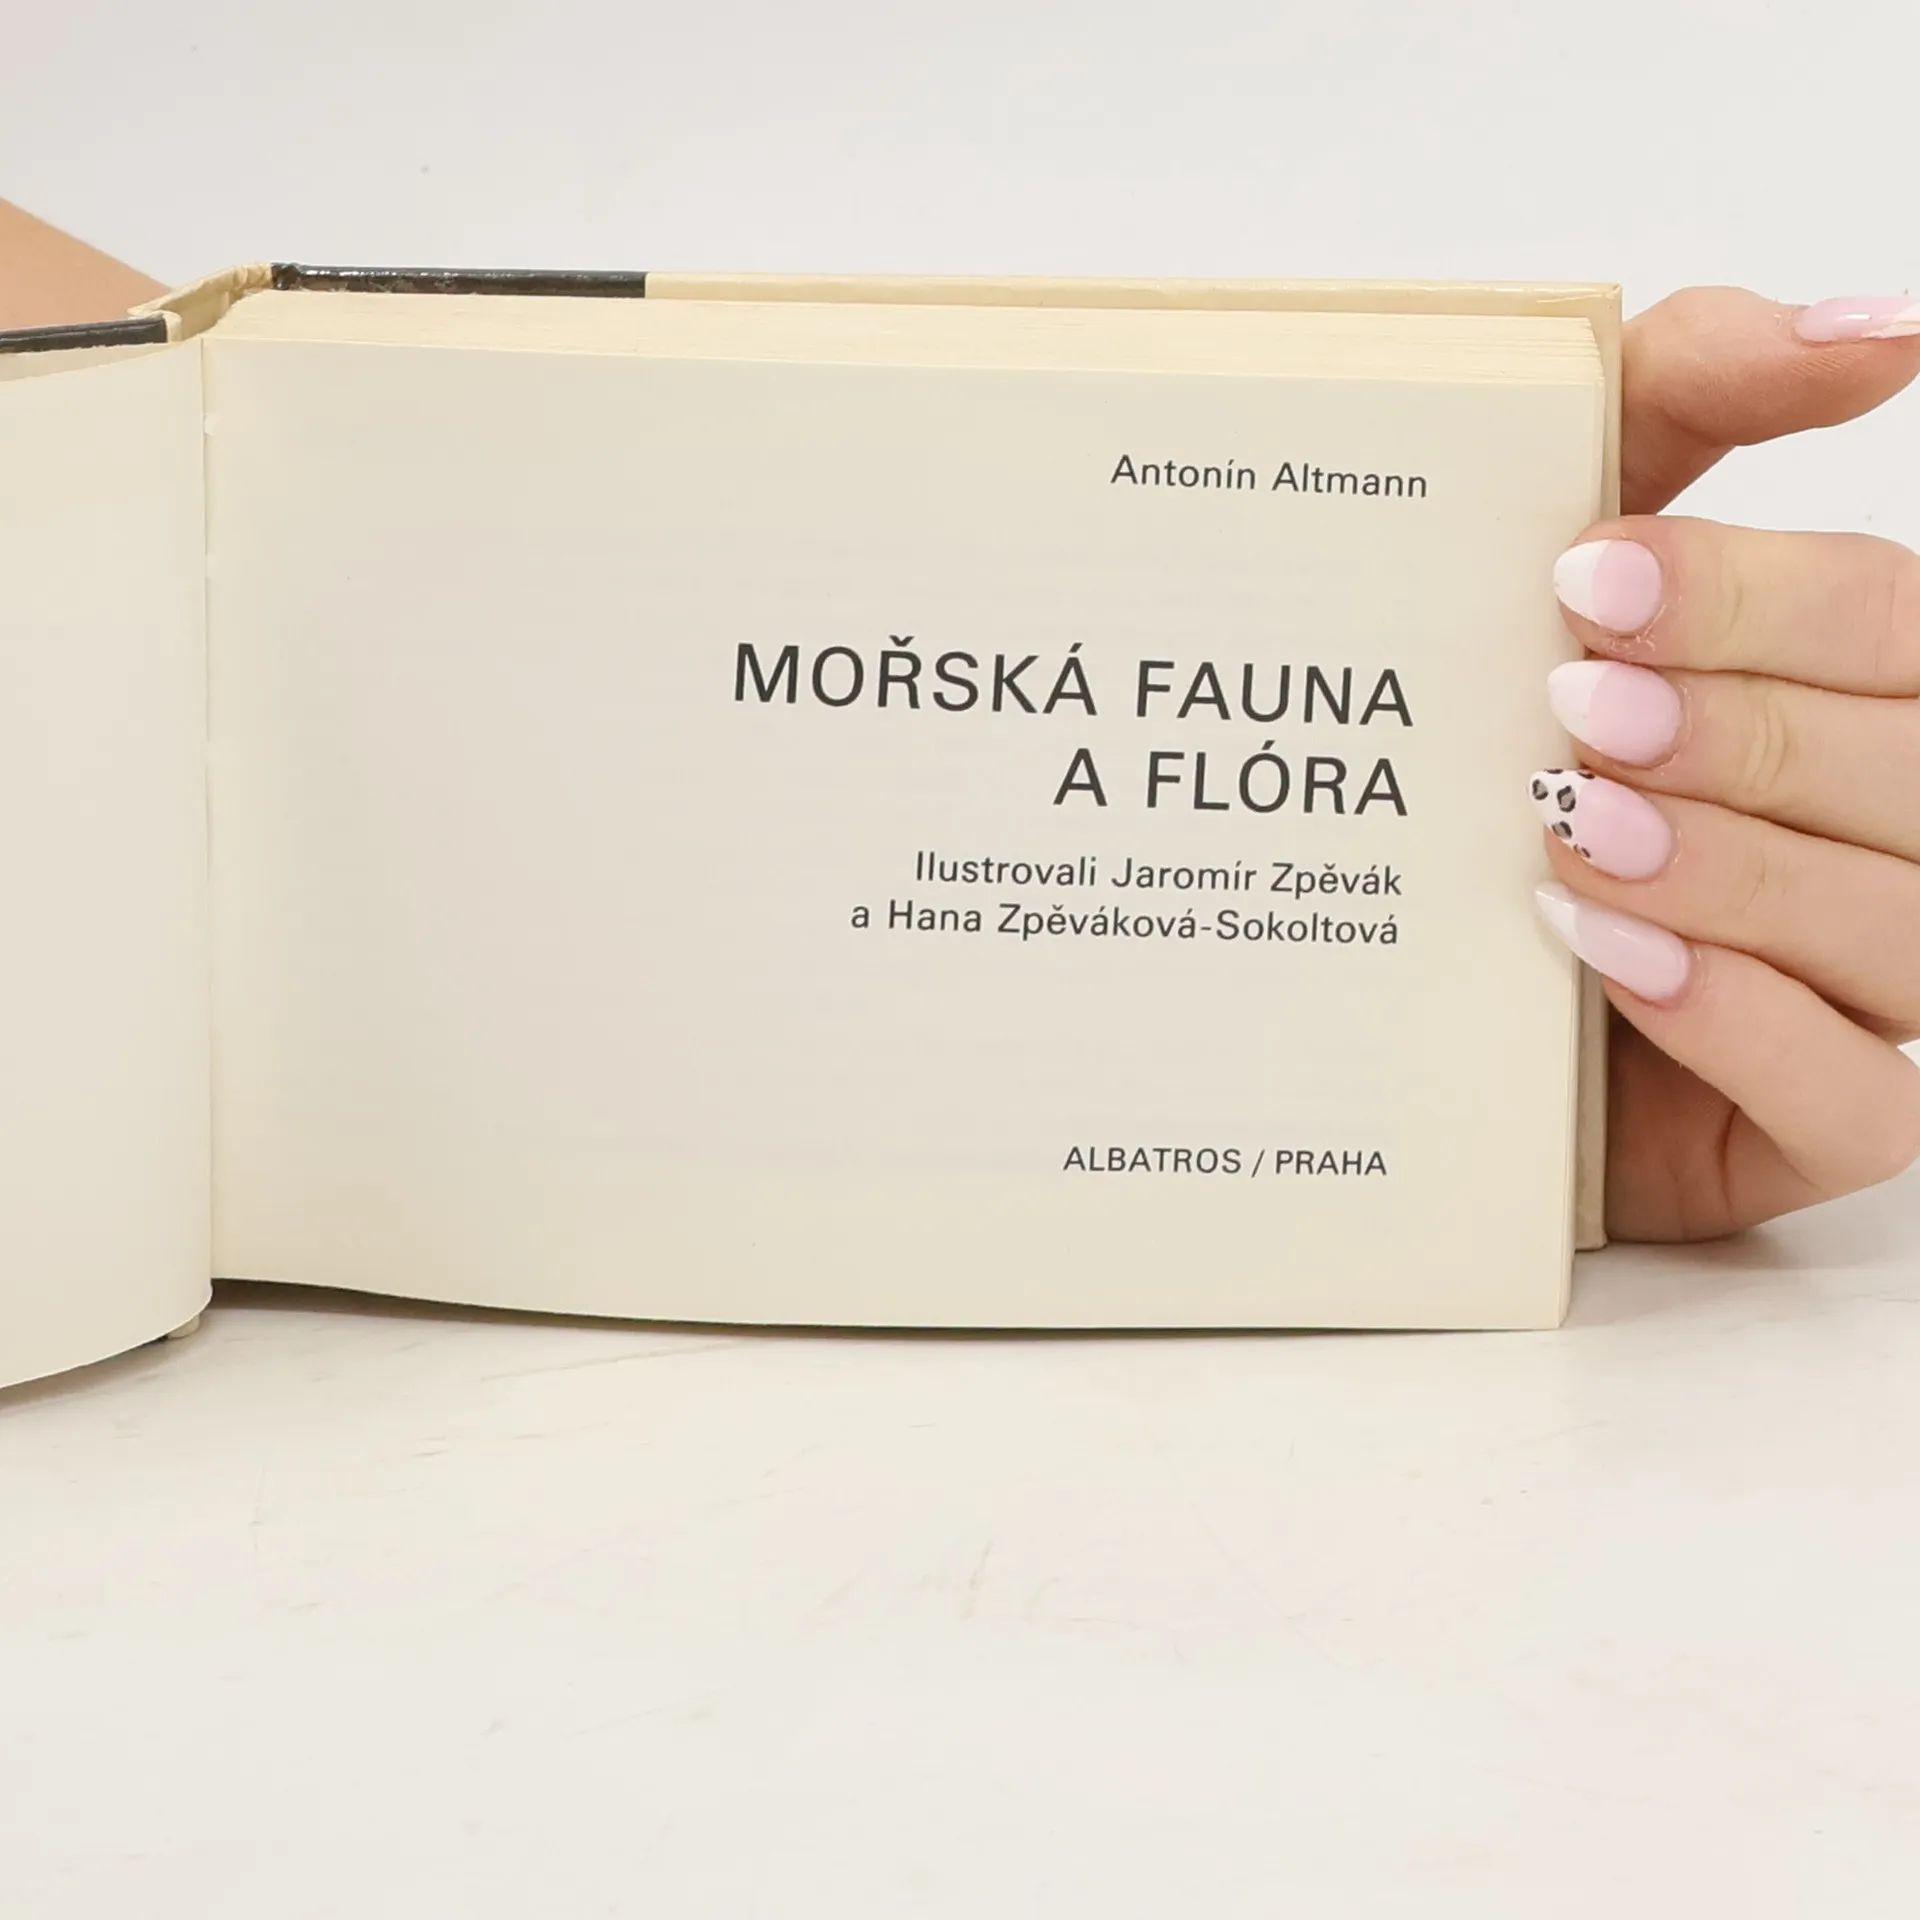 Antonín Altmann
MOŘSKÁ FAUNA
A FLÓRA
Ilustrovali Jaromír Zpěvák
a Hana Zpěváková-Sokoltová
ALBATROS / PRAHA